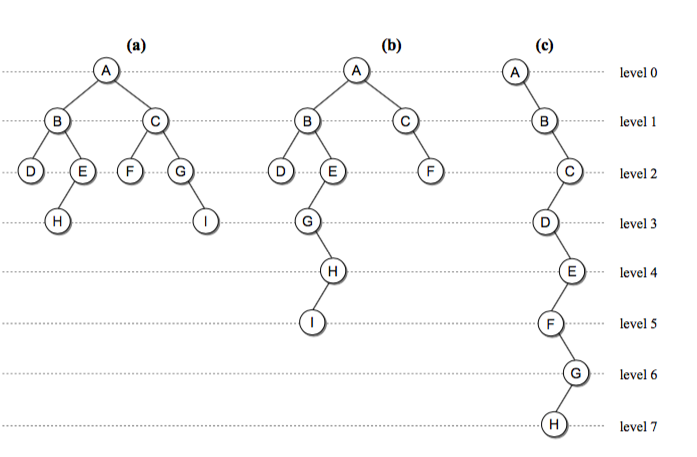 (a) (b) (c)
A A A level 0
B C B C B level 1
D E F G D E F C level 2
H I G D level 3
H E level 4
I F level 5
G level 6
H level 7